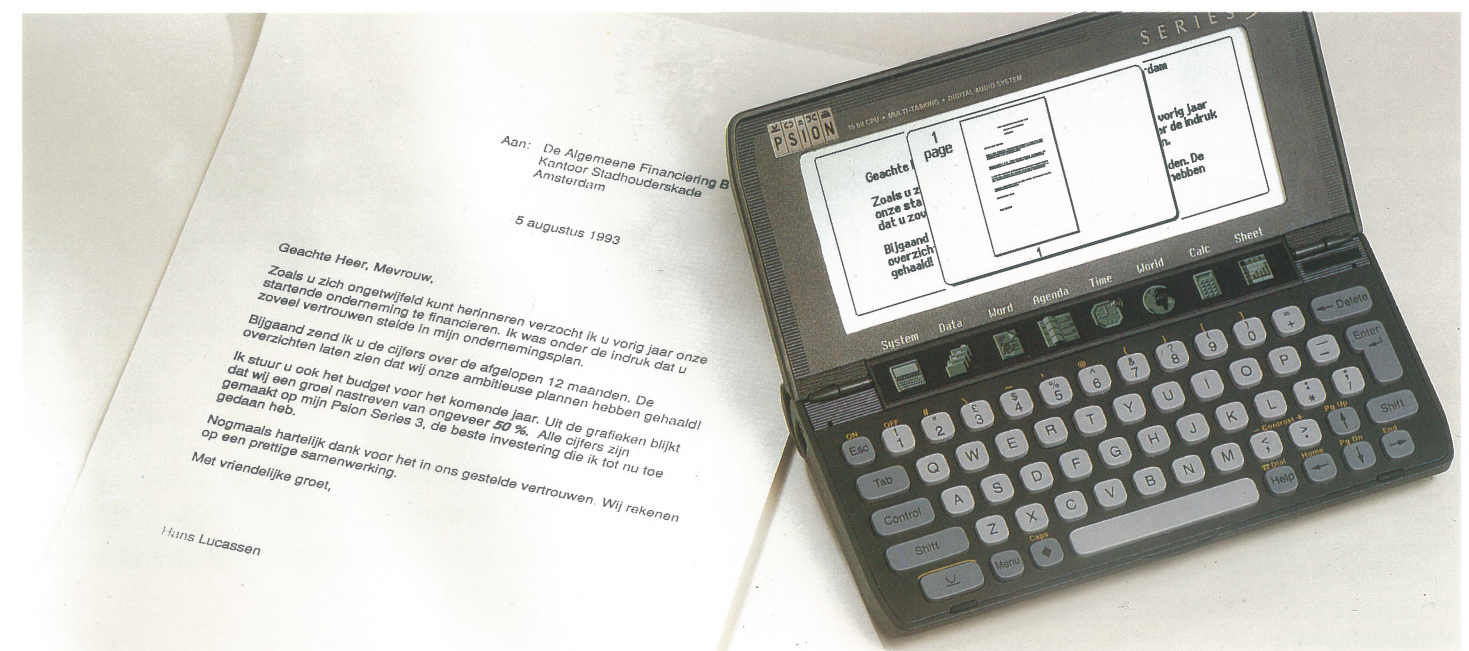 Aan: De Algemeene Financiering B
Kantoor Stadhouderskade
Amsterdam
5 augustus 1993
Geachte Heer, Mevrouw,
Zoals u zich ongetwijfeld kunt herinneren verzocht ik u vorig jaar onze
startende onderneming te financieren. Ik was onder de indruk dat u
zoveel vertrouwen stelde in mijn ondernemingsplan.
Bijgaand zend ik u de cijfers over de afgelopen 12 maanden. De
overzichten laten zien dat wij onze ambitieuse plannen hebben gehaald!
Ik stuur u ook het budget voor het komende jaar. Uit de grafieken blijkt
dat wij een groei nastreven van ongeveer 50 %. Alle cijfers zijn
gemaakt op mijn Psion Series 3, de beste investering die ik tot nu toe
gedaan heb.
Nogmaals hartelijk dank voor het in ons gestelde vertrouwen. Wij rekenen
op een prettige samenwerking.
Met vriendelijke groet,
Hans Lucassen
SERIES
PSION
16 bit CPU • MULTI-TASKING • DIGITAL AUDIO SYSTEM
1
page
1
Geachte
Zoals u z
onze sta
dat u zov
Bijgaand
overzich
gehaald!
dam
vorig jaar
r de indruk
n.
den. De
hebben
System Data Word Agenda Time World Calc Sheet
ON OFF
Esc ! 1 " 2 £ 3 $ 4 % 5 ^ 6 & 7 ? 8 ( 9 ) 0 + = Delete
Tab Q W E R T Y U I O P _ - Enter
Control A S D F G H J K L : * ; ,
Shift Z X C V B N M < > . Shift
Caps Dial - Contrast + Pg Up Home Pg Dn End
Menu Help